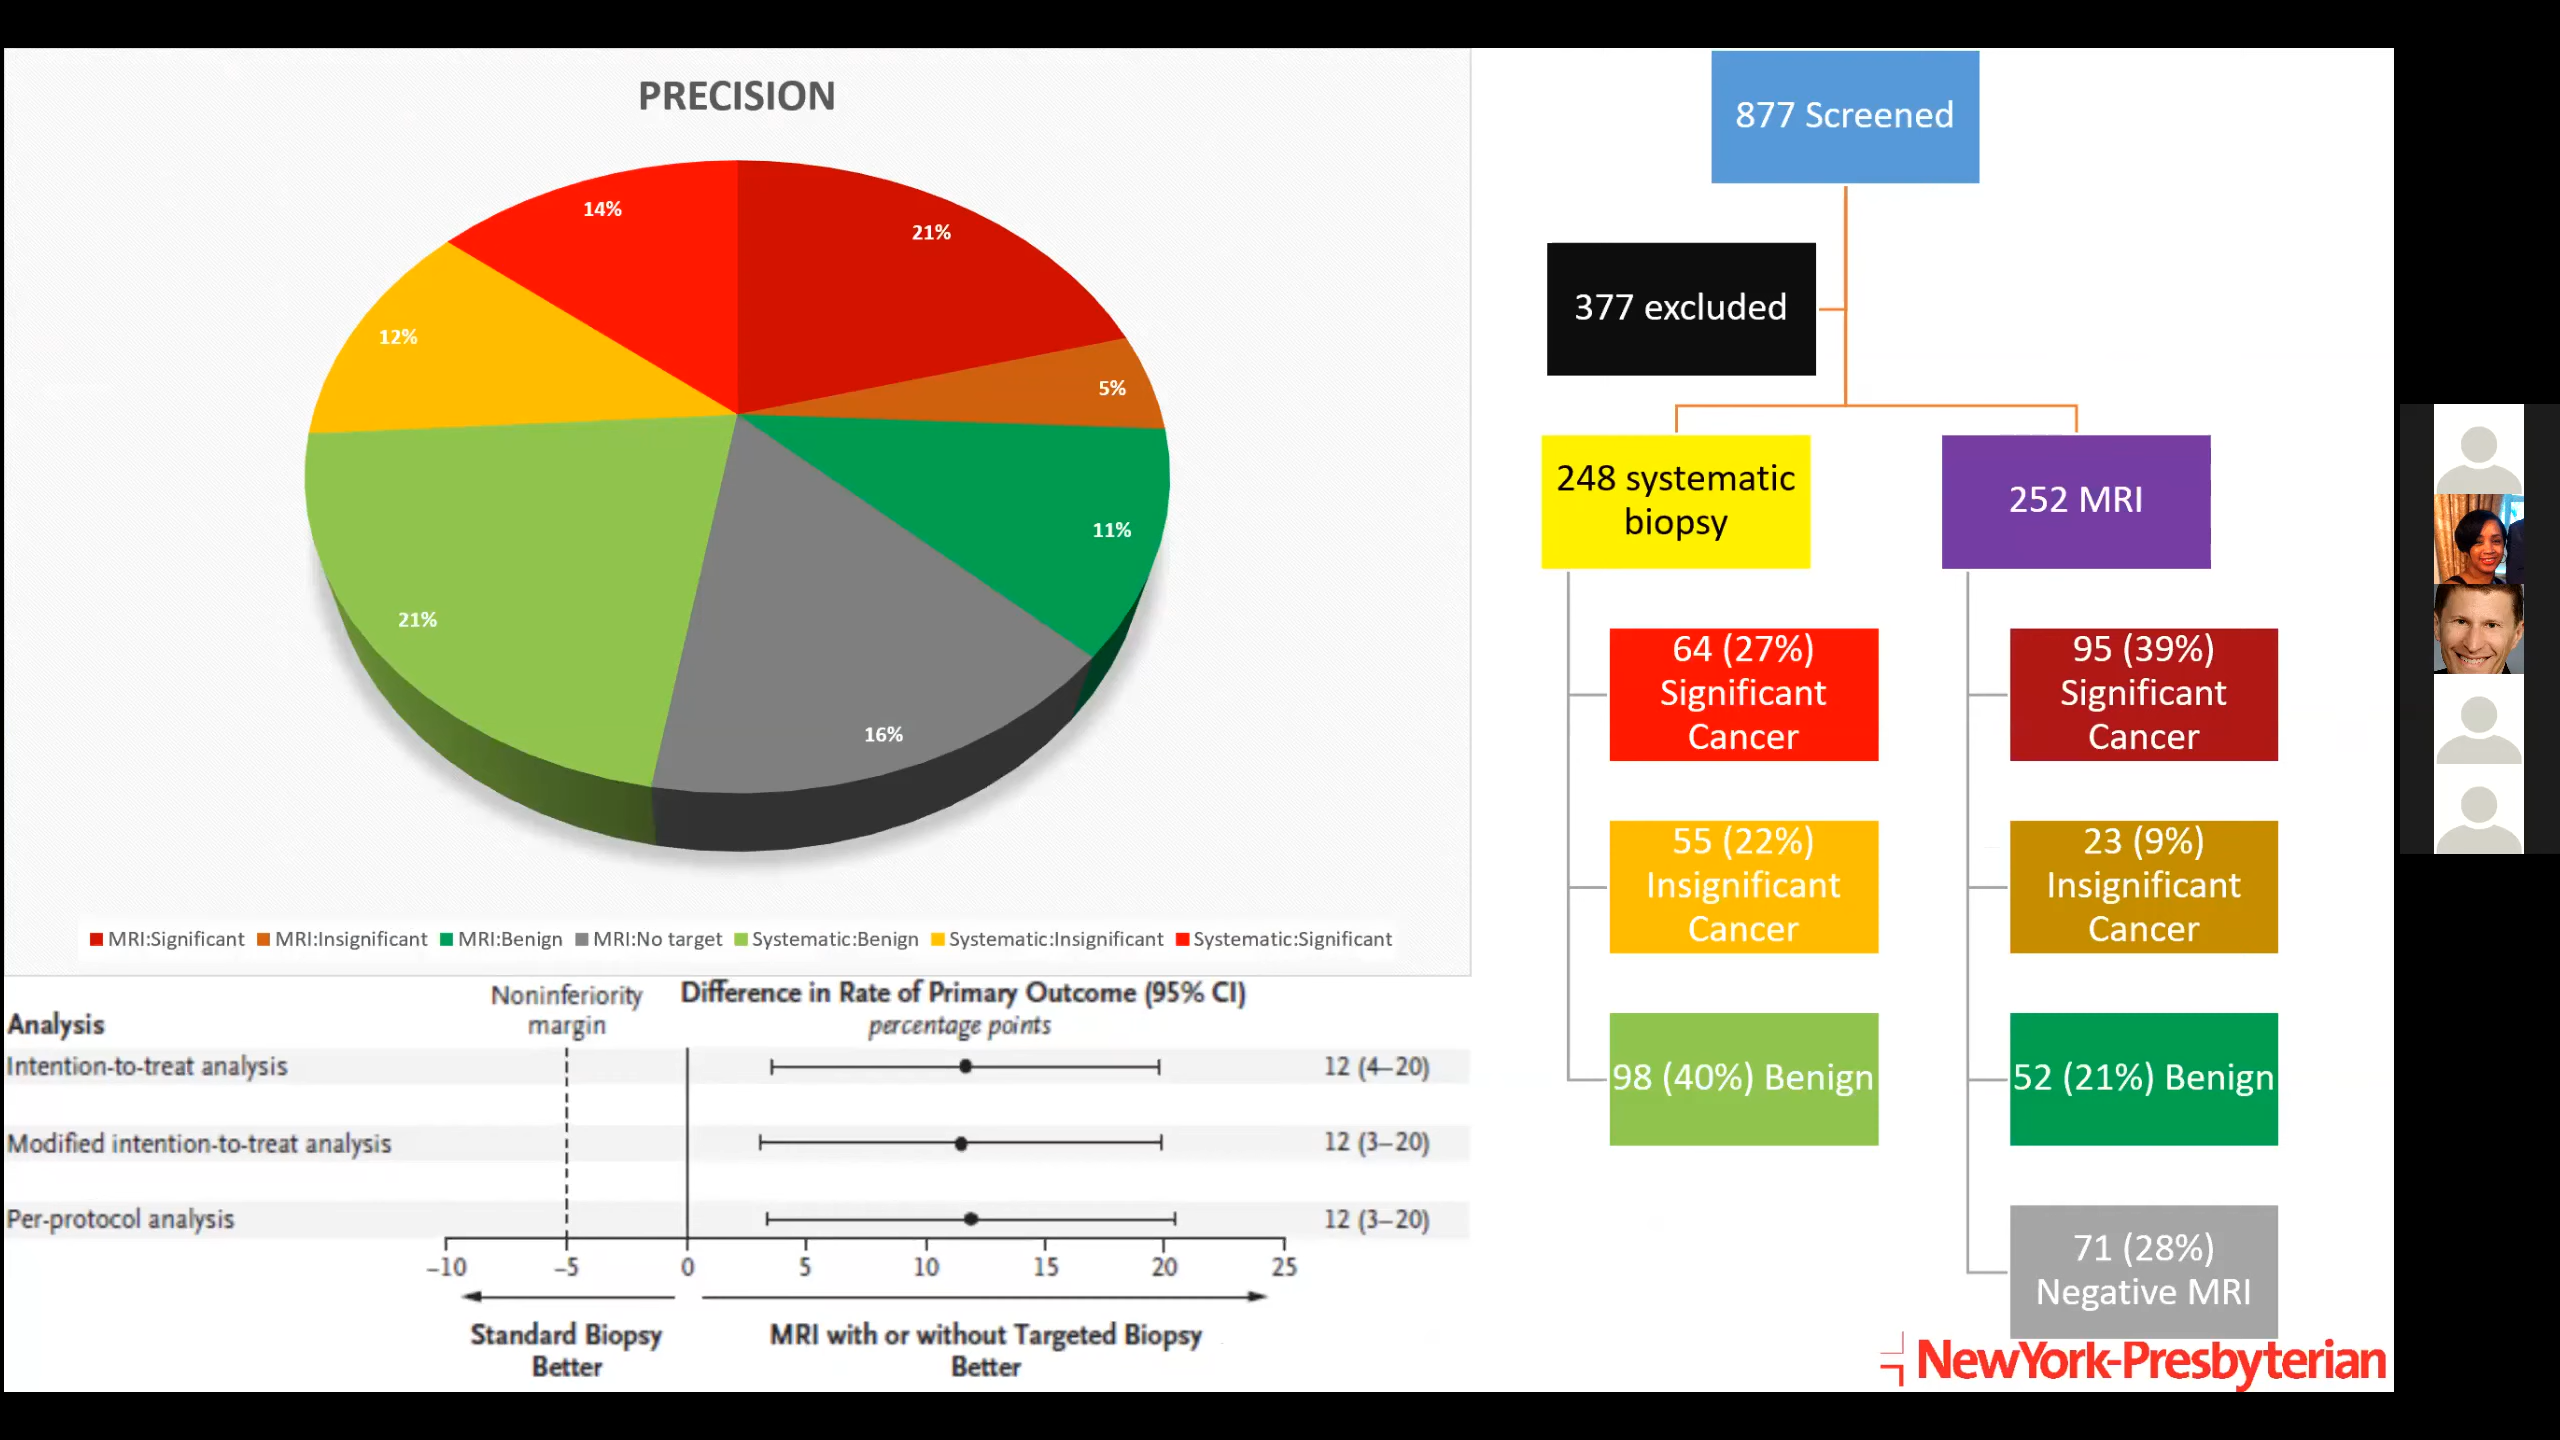 PRECISION
14%
21%
12%
5%
11%
21%
16%
MRI:Significant MRI:Insignificant MRI:Benign MRI:No target Systematic:Benign Systematic:Insignificant Systematic:Significant
Analysis
Noninferiority
margin
Difference in Rate of Primary Outcome (95% CI)
percentage points
Intention-to-treat analysis 12 (4–20)
Modified intention-to-treat analysis 12 (3–20)
Per-protocol analysis 12 (3–20)
–10 –5 0 5 10 15 20 25
Standard Biopsy
Better
MRI with or without Targeted Biopsy
Better
877 Screened
377 excluded
248 systematic
biopsy
252 MRI
64 (27%)
Significant
Cancer
95 (39%)
Significant
Cancer
55 (22%)
Insignificant
Cancer
23 (9%)
Insignificant
Cancer
98 (40%) Benign
52 (21%) Benign
71 (28%)
Negative MRI
NewYork-Presbyterian